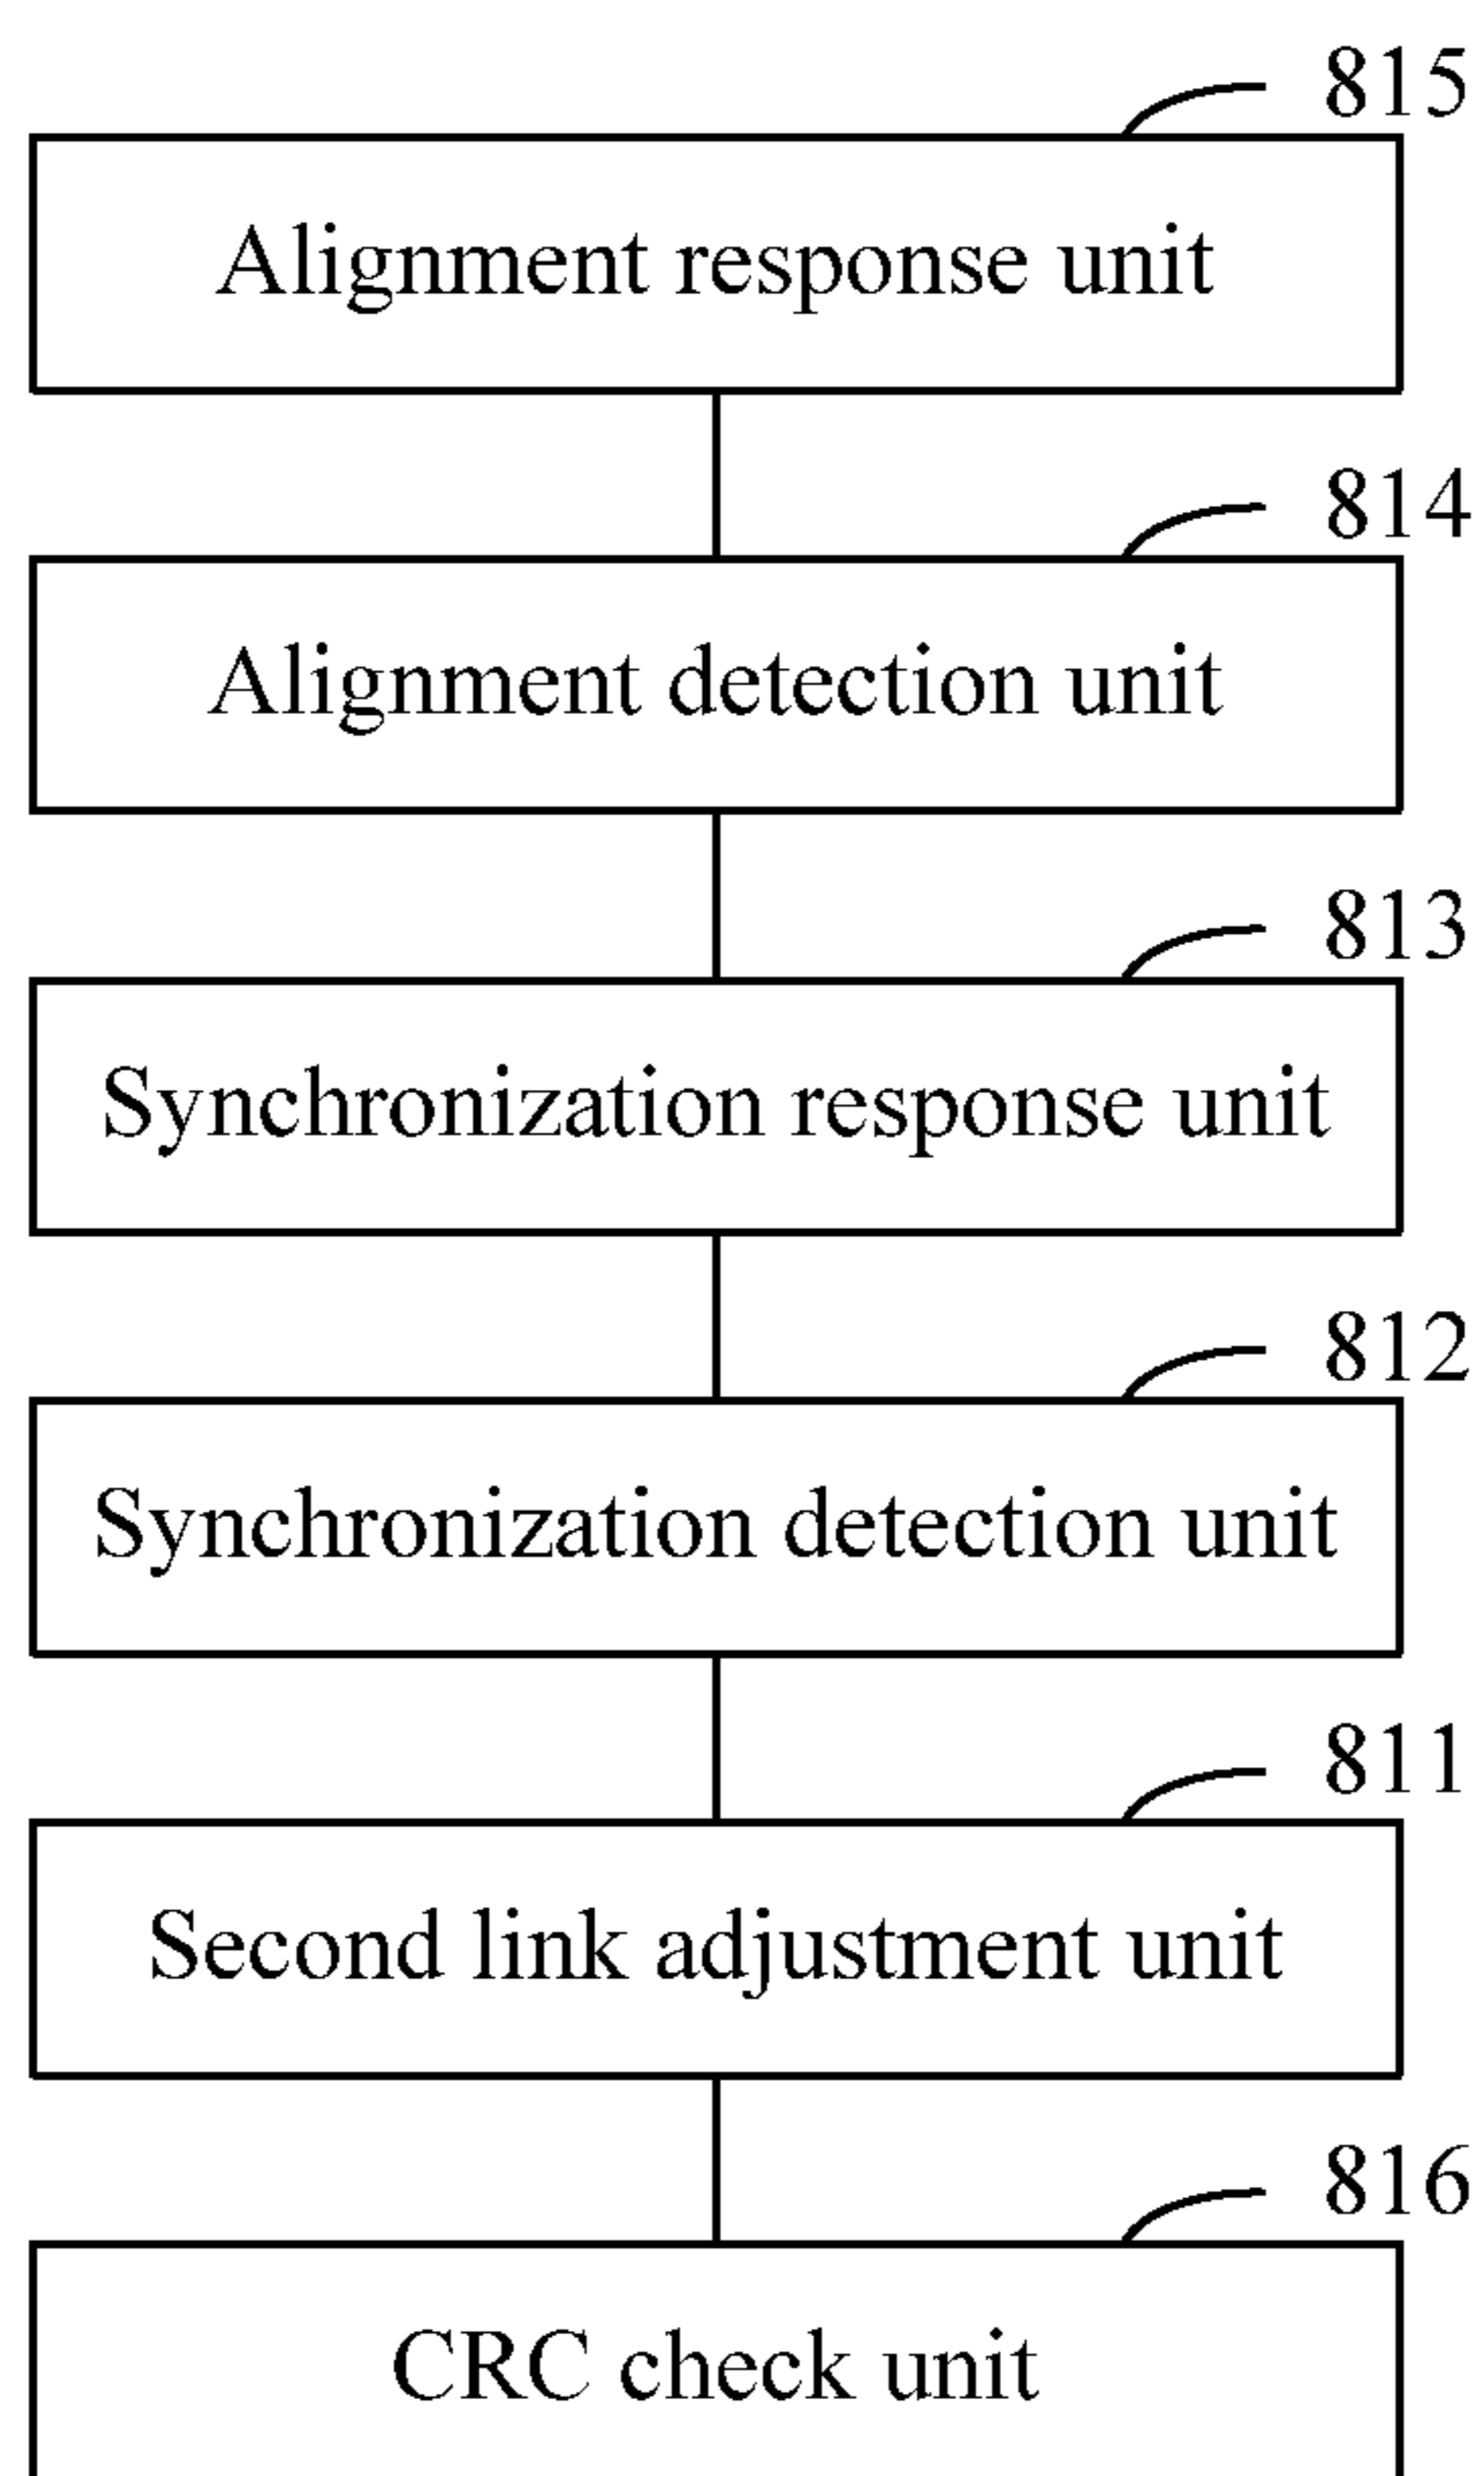 815
Alignment response unit
814
Alignment detection unit
813
Synchronization response unit
812
Synchronization detection unit
811
Second link adjustment unit
816
CRC check unit